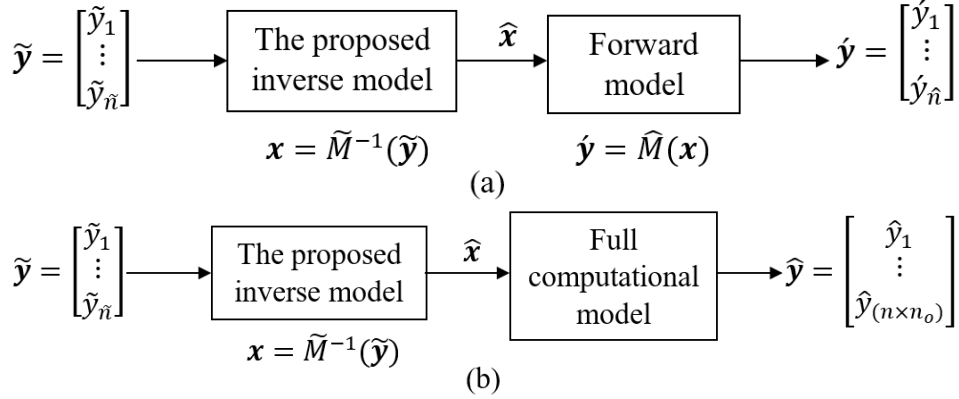 ỹ = [ỹ₁ ⋮ ỹ_ñ]
The proposed
inverse model
x̂
Forward
model
ý = [ý₁ ⋮ ý_n̂]
x = M̃⁻¹(ỹ)
ý = M̂(x)
(a)
ỹ = [ỹ₁ ⋮ ỹ_ñ]
The proposed
inverse model
x̂
Full
computational
model
ŷ = [ŷ₁ ⋮ ŷ_(n×nₒ)]
x = M̃⁻¹(ỹ)
(b)